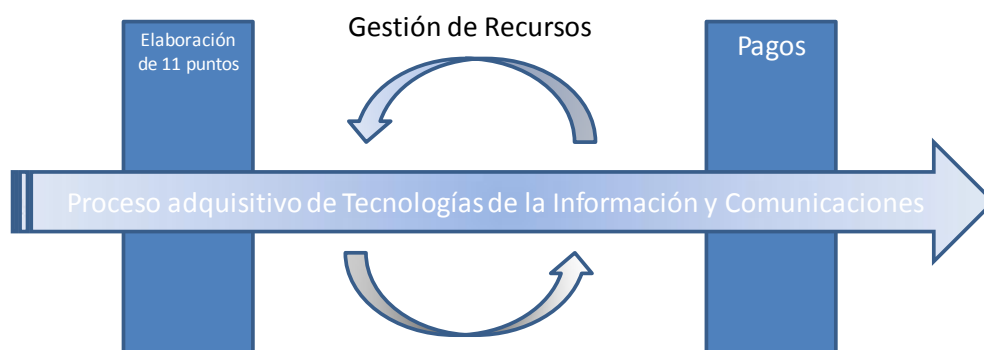 Elaboración
de 11 puntos
Gestión de Recursos
Pagos
Proceso adquisitivo de Tecnologías de la Información y Comunicaciones